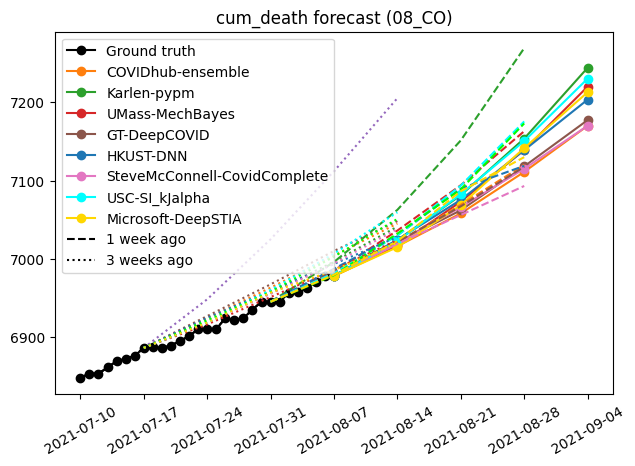 cum_death forecast (08_CO)
Ground truth
COVIDhub-ensemble
Karlen-pypm
UMass-MechBayes
GT-DeepCOVID
HKUST-DNN
SteveMcConnell-CovidComplete
USC-SI_kJalpha
Microsoft-DeepSTIA
1 week ago
3 weeks ago
7200
7100
7000
6900
2021-07-10
2021-07-17
2021-07-24
2021-07-31
2021-08-07
2021-08-14
2021-08-21
2021-08-28
2021-09-04